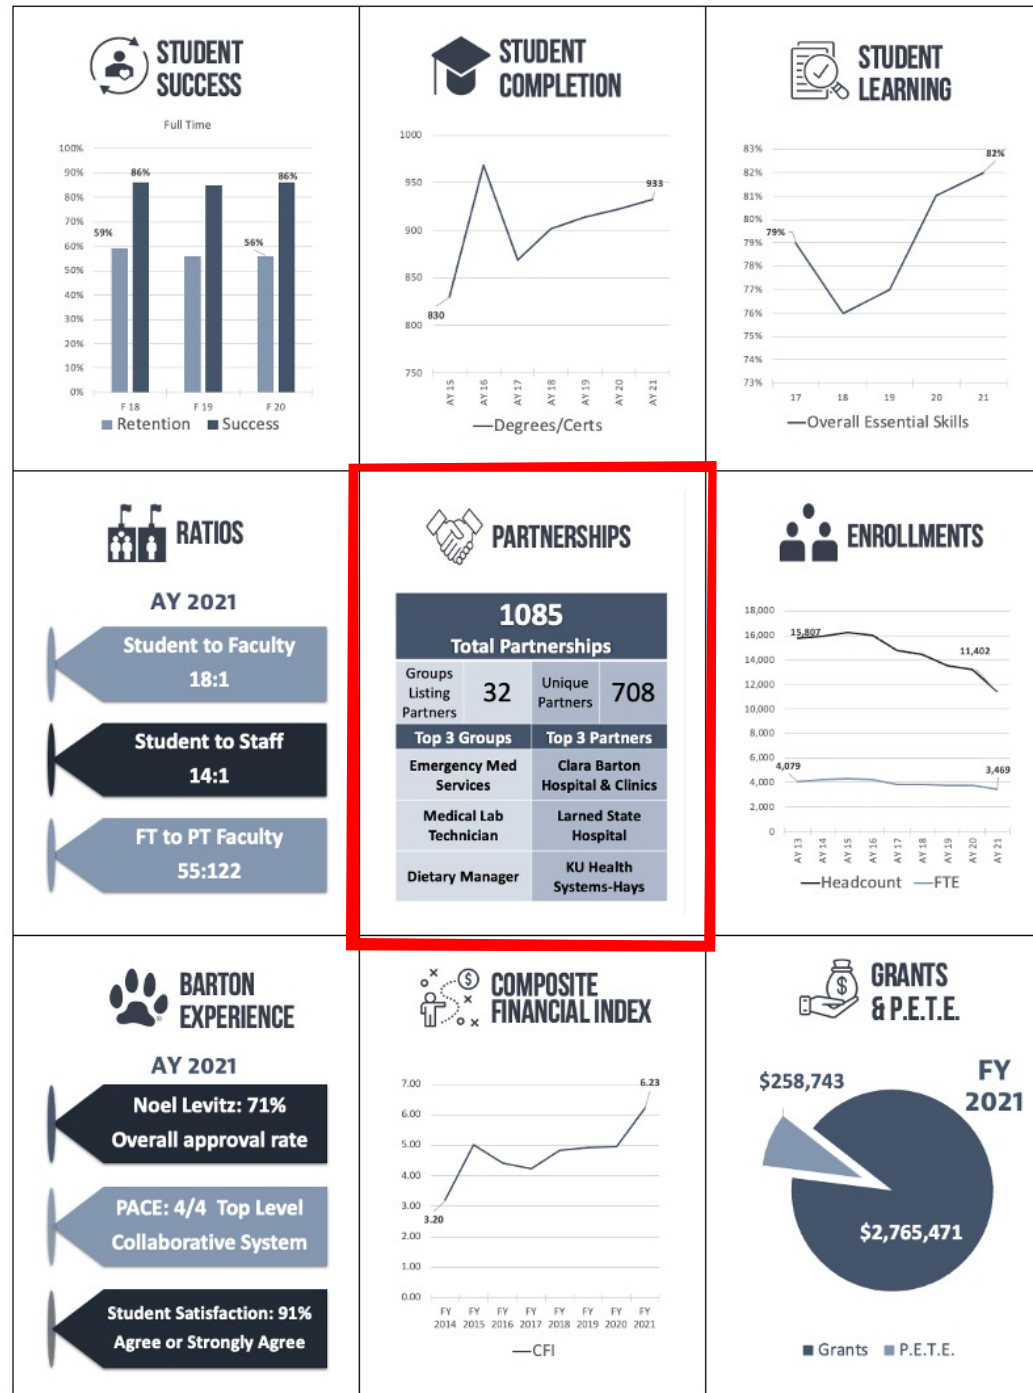 STUDENT
SUCCESS
Full Time
100%
90%
80%
70%
60%
50%
40%
30%
20%
10%
0%
59%
86%
56%
86%
F 18
F 19
F 20
Retention
Success
STUDENT
COMPLETION
1000
950
900
850
800
750
830
933
AY 15
AY 16
AY 17
AY 18
AY 19
AY 20
AY 21
Degrees/Certs
STUDENT
LEARNING
83%
82%
81%
80%
79%
78%
77%
76%
75%
74%
73%
79%
82%
17
18
19
20
21
Overall Essential Skills
RATIOS
AY 2021
Student to Faculty
18:1
Student to Staff
14:1
FT to PT Faculty
55:122
PARTNERSHIPS
1085
Total Partnerships
Groups
Listing
Partners
32
Unique
Partners
708
Top 3 Groups
Top 3 Partners
Emergency Med
Services
Clara Barton
Hospital & Clinics
Medical Lab
Technician
Larned State
Hospital
Dietary Manager
KU Health
Systems-Hays
ENROLLMENTS
18,000
16,000
14,000
12,000
10,000
8,000
6,000
4,000
2,000
0
15,807
11,402
4,079
3,469
AY 13
AY 14
AY 15
AY 16
AY 17
AY 18
AY 19
AY 20
AY 21
Headcount
FTE
BARTON
EXPERIENCE
AY 2021
Noel Levitz: 71%
Overall approval rate
PACE: 4/4 Top Level
Collaborative System
Student Satisfaction: 91%
Agree or Strongly Agree
COMPOSITE
FINANCIAL INDEX
7.00
6.00
5.00
4.00
3.00
2.00
1.00
0.00
3.20
6.23
FY
2014
FY
2015
FY
2016
FY
2017
FY
2018
FY
2019
FY
2020
FY
2021
CFI
GRANTS
& P.E.T.E.
FY
2021
$258,743
$2,765,471
Grants
P.E.T.E.